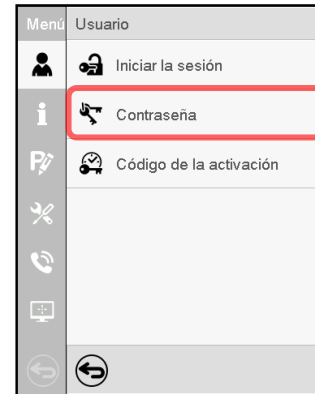 Menú
Usuario
Iniciar la sesión
Contraseña
Código de la activación